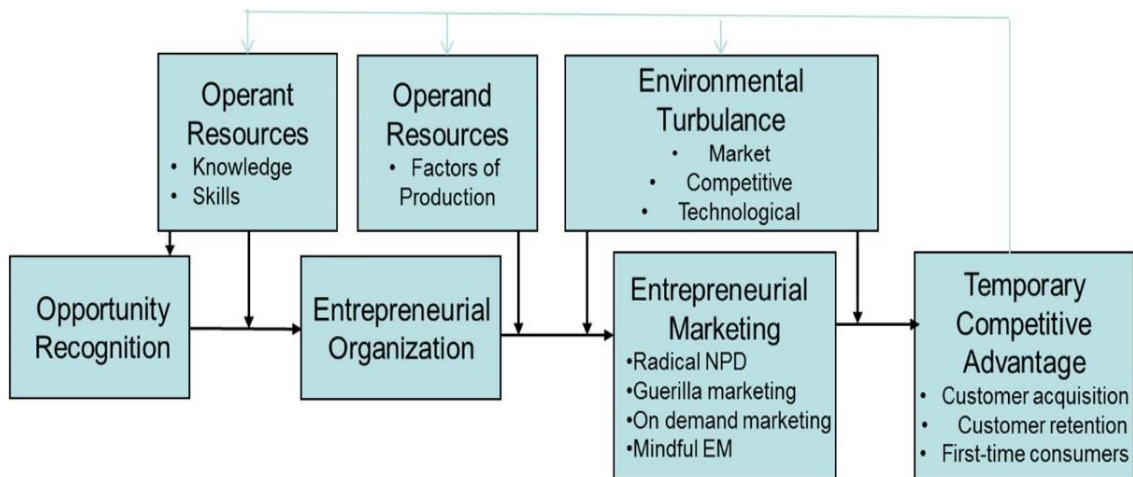 Operant
Resources
• Knowledge
• Skills
Operand
Resources
• Factors of
Production
Environmental
Turbulance
• Market
• Competitive
• Technological
Opportunity
Recognition
Entrepreneurial
Organization
Entrepreneurial
Marketing
•Radical NPD
•Guerilla marketing
•On demand marketing
•Mindful EM
Temporary
Competitive
Advantage
• Customer acquisition
• Customer retention
• First-time consumers